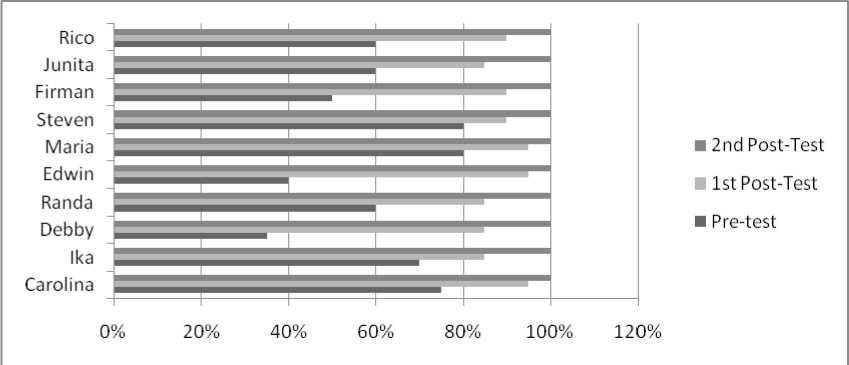 Rico
Junita
Firman
Steven
Maria
Edwin
Randa
Debby
Ika
Carolina
0% 20% 40% 60% 80% 100% 120%
2nd Post-Test
1st Post-Test
Pre-test